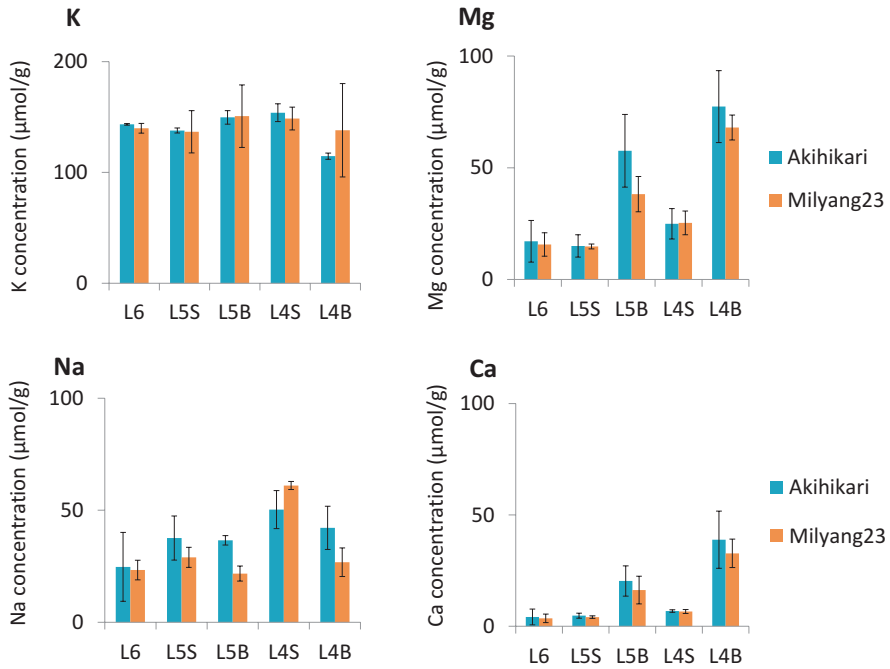 K
K concentration (µmol/g)
200
100
0
L6 L5S L5B L4S L4B
Mg
Mg concentration (µmol/g)
100
50
0
L6 L5S L5B L4S L4B
Akihikari
Milyang23
Na
Na concentration (µmol/g)
100
50
0
L6 L5S L5B L4S L4B
Ca
Ca concentration (µmol/g)
100
50
0
L6 L5S L5B L4S L4B
Akihikari
Milyang23